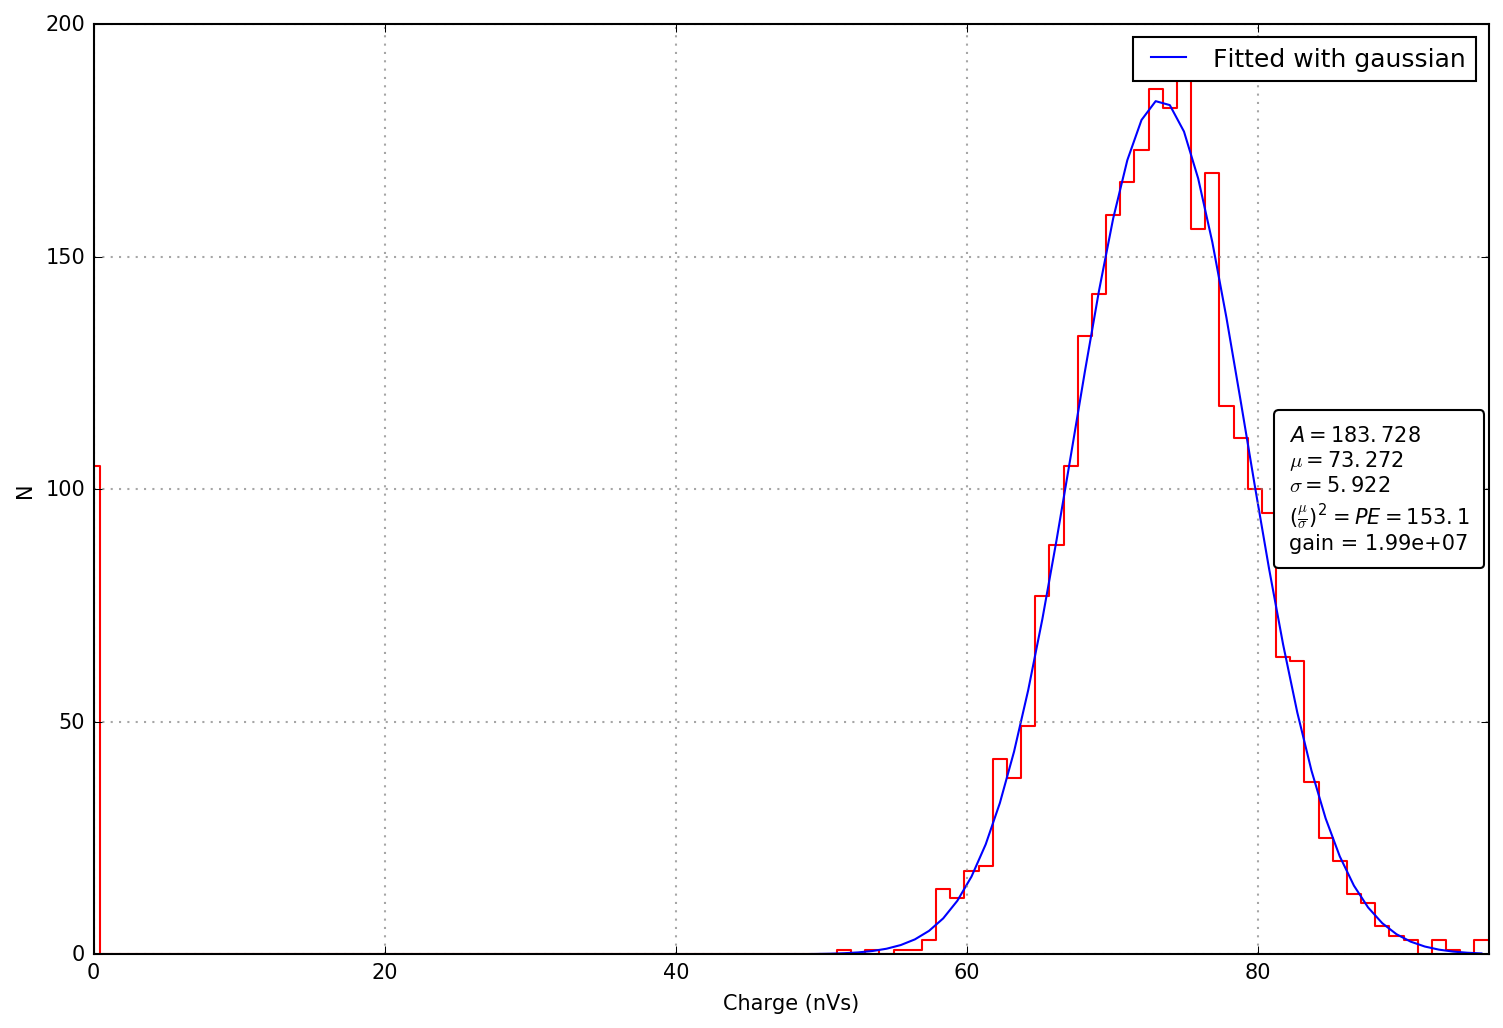 200
150
100
50
0
N
0 20 40 60 80
Charge (nVs)
Fitted with gaussian
A = 183.728
μ = 73.272
σ = 5.922
(μ/σ)² = PE = 153.1
gain = 1.99e+07